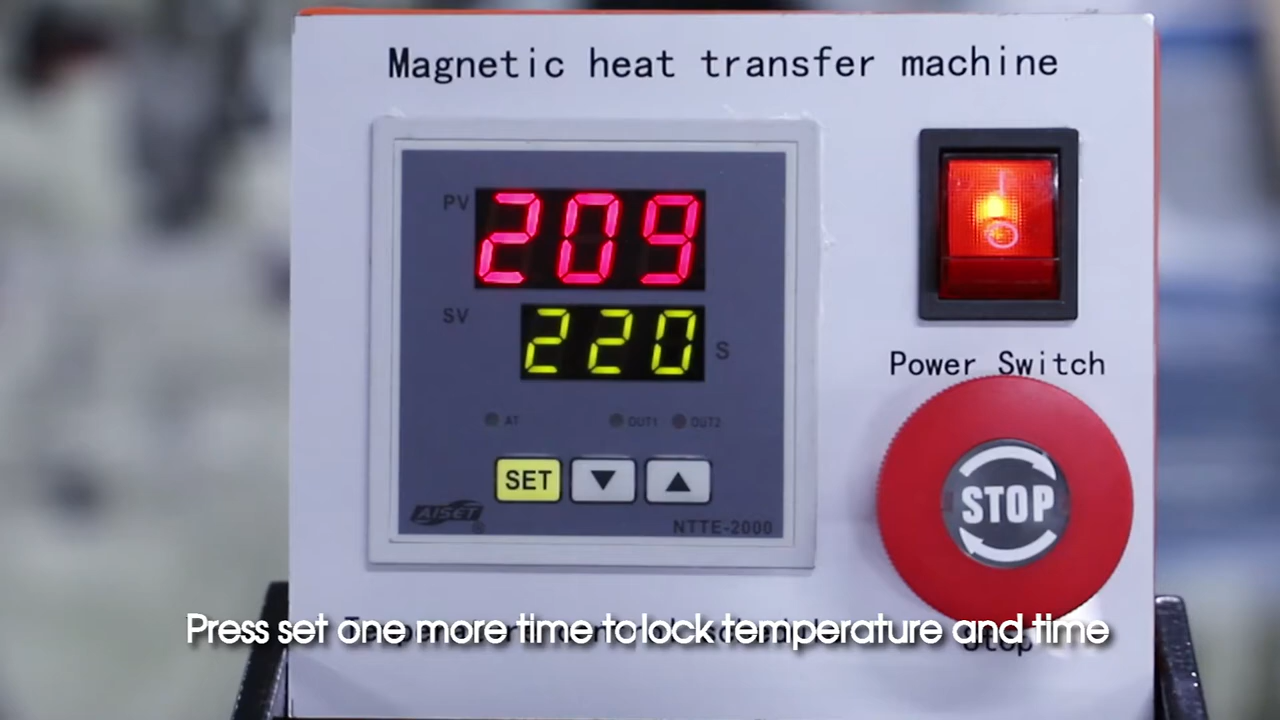 Magnetic heat transfer machine
PV 209
SV 220 S
AT OUT1 OUT2
SET
AISET ®
NTTE-2000
Power Switch
STOP
Stop
Press set one more time to lock temperature and time